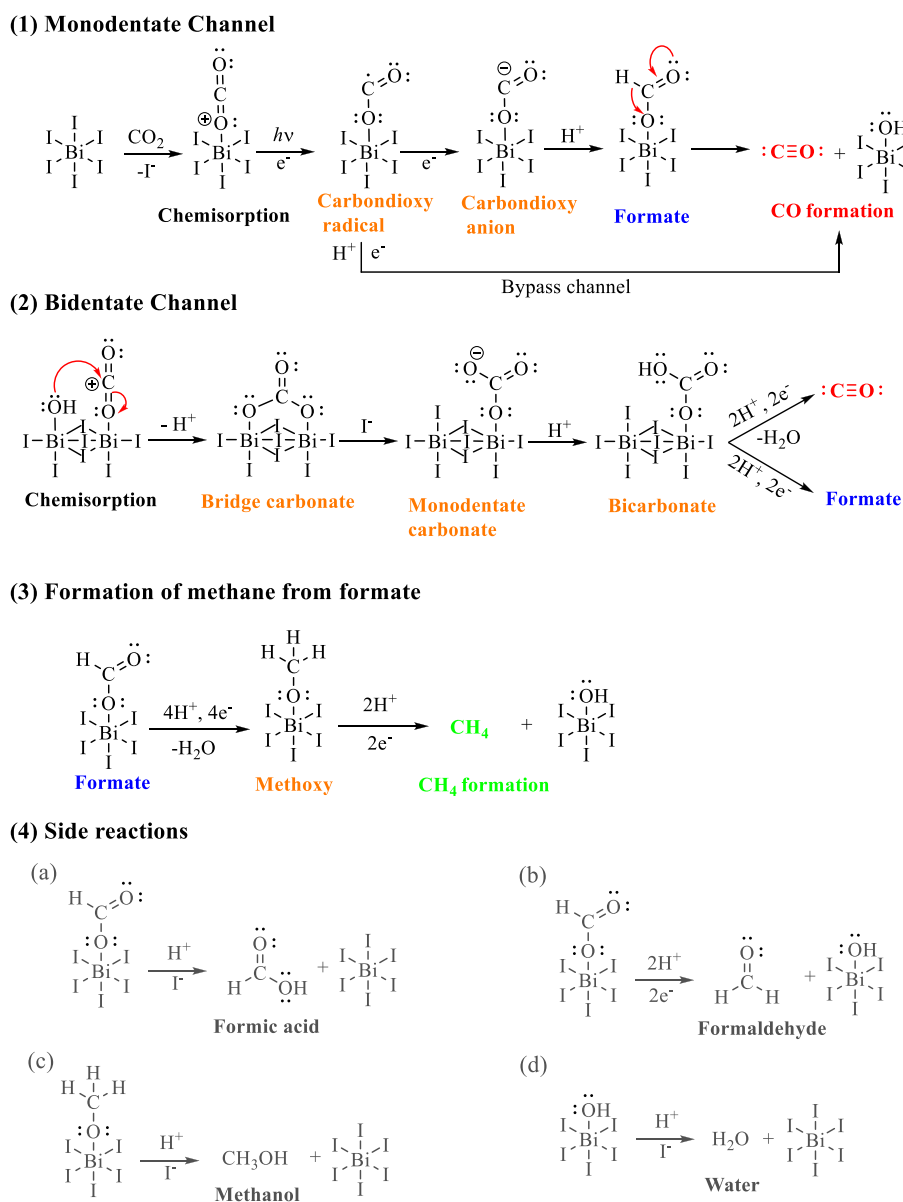 (1) Monodentate Channel
CO₂
-I⁻
hν
e⁻
e⁻
H⁺
:C≡O: +
Chemisorption
Carbondioxy radical
Carbondioxy anion
Formate
CO formation
H⁺ e⁻
Bypass channel
(2) Bidentate Channel
- H⁺
I⁻
H⁺
2H⁺, 2e⁻
-H₂O
:C≡O:
2H⁺, 2e⁻
Formate
Chemisorption
Bridge carbonate
Monodentate carbonate
Bicarbonate
(3) Formation of methane from formate
4H⁺, 4e⁻
-H₂O
2H⁺
2e⁻
CH₄ +
Formate
Methoxy
CH₄ formation
(4) Side reactions
(a)
H⁺
I⁻
+
Formic acid
(b)
2H⁺
2e⁻
+
Formaldehyde
(c)
H⁺
I⁻
CH₃OH +
Methanol
(d)
H⁺
I⁻
H₂O +
Water